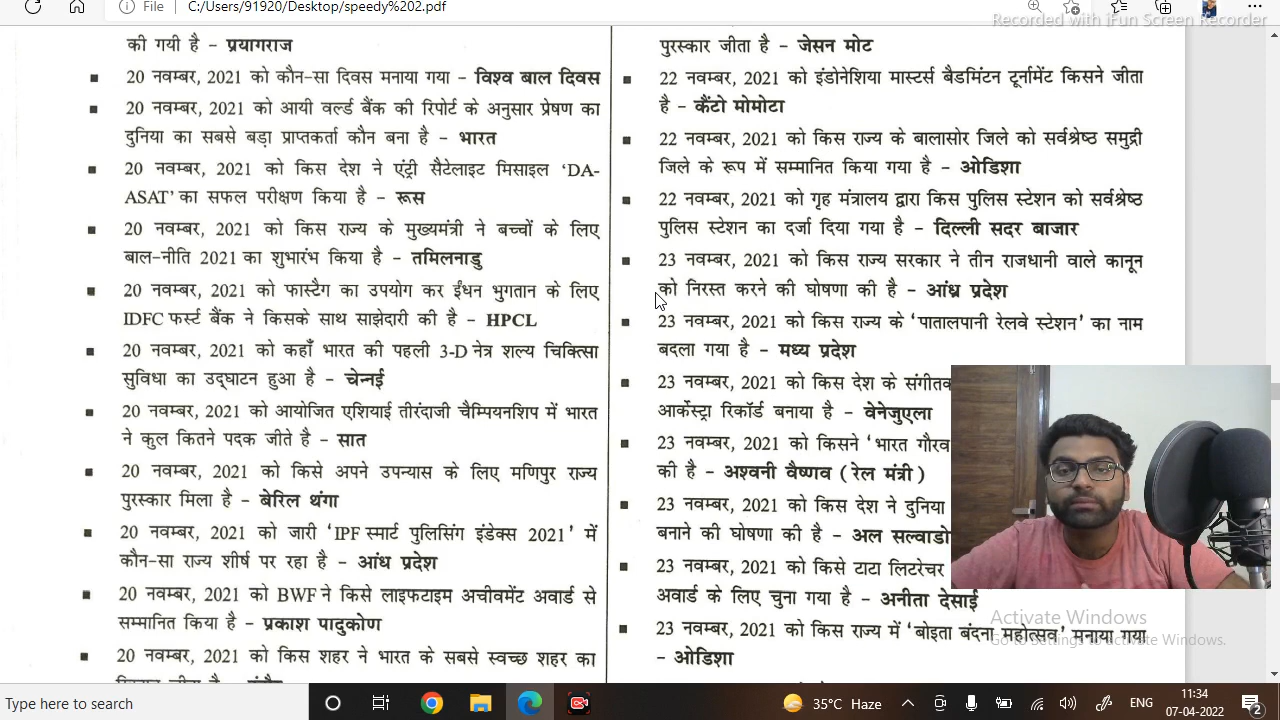 File
C:/Users/91920/Desktop/speedy%202.pdf
Recorded with iFun Screen Recorder
की गयी है – प्रयागराज
20 नवम्बर, 2021 को कौन-सा दिवस मनाया गया – विश्व बाल दिवस
20 नवम्बर, 2021 को आयी वर्ल्ड बैंक की रिपोर्ट के अनुसार प्रेषण का
दुनिया का सबसे बड़ा प्राप्तकर्ता कौन बना है – भारत
20 नवम्बर, 2021 को किस देश ने एंट्री सैटेलाइट मिसाइल ‘DA-
ASAT’ का सफल परीक्षण किया है – रूस
20 नवम्बर, 2021 को किस राज्य के मुख्यमंत्री ने बच्चों के लिए
बाल-नीति 2021 का शुभारंभ किया है – तमिलनाडु
20 नवम्बर, 2021 को फास्टैग का उपयोग कर ईंधन भुगतान के लिए
IDFC फर्स्ट बैंक ने किसके साथ साझेदारी की है – HPCL
20 नवम्बर, 2021 को कहाँ भारत की पहली 3-D नेत्र शल्य चिक्तिसा
सुविधा का उद्घाटन हुआ है – चेन्नई
20 नवम्बर, 2021 को आयोजित एशियाई तीरंदाजी चैम्पियनशिप में भारत
ने कुल कितने पदक जीते है – सात
20 नवम्बर, 2021 को किसे अपने उपन्यास के लिए मणिपुर राज्य
पुरस्कार मिला है – बेरिल थंगा
20 नवम्बर, 2021 को जारी ‘IPF स्मार्ट पुलिसिंग इंडेक्स 2021’ में
कौन-सा राज्य शीर्ष पर रहा है – आंध प्रदेश
20 नवम्बर, 2021 को BWF ने किसे लाइफटाइम अचीवमेंट अवार्ड से
सम्मानित किया है – प्रकाश पादुकोण
20 नवम्बर, 2021 को किस शहर ने भारत के सबसे स्वच्छ शहर का
पुरस्कार जीता है – जेसन मोट
22 नवम्बर, 2021 को इंडोनेशिया मास्टर्स बैडमिंटन टूर्नामेंट किसने जीता
है – कैंटो मोमोटा
22 नवम्बर, 2021 को किस राज्य के बालासोर जिले को सर्वश्रेष्ठ समुद्री
जिले के रूप में सम्मानित किया गया है – ओडिशा
22 नवम्बर, 2021 को गृह मंत्रालय द्वारा किस पुलिस स्टेशन को सर्वश्रेष्ठ
पुलिस स्टेशन का दर्जा दिया गया है – दिल्ली सदर बाजार
23 नवम्बर, 2021 को किस राज्य सरकार ने तीन राजधानी वाले कानून
को निरस्त करने की घोषणा की है – आंध्र प्रदेश
23 नवम्बर, 2021 को किस राज्य के ‘पातालपानी रेलवे स्टेशन’ का नाम
बदला गया है – मध्य प्रदेश
23 नवम्बर, 2021 को किस देश के संगीतव
आर्केस्ट्रा रिकॉर्ड बनाया है – वेनेजुएला
23 नवम्बर, 2021 को किसने ‘भारत गौरव
की है – अश्वनी वैष्णव (रेल मंत्री)
23 नवम्बर, 2021 को किस देश ने दुनिया
बनाने की घोषणा की है – अल सल्वाडो
23 नवम्बर, 2021 को किसे टाटा लिटरेचर
अवार्ड के लिए चुना गया है – अनीता देसाई
23 नवम्बर, 2021 को किस राज्य में ‘बोइता बंदना महोत्सव’ मनाया गया
– ओडिशा
Activate Windows
Go to Settings to activate Windows.
Type here to search
35°C Haze
ENG
11:34
07-04-2022
2